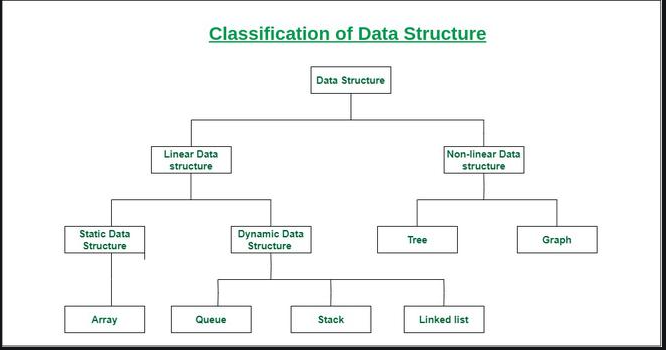 Classification of Data Structure
Data Structure
Linear Data
structure
Non-linear Data
structure
Static Data
Structure
Dynamic Data
Structure
Tree
Graph
Array
Queue
Stack
Linked list